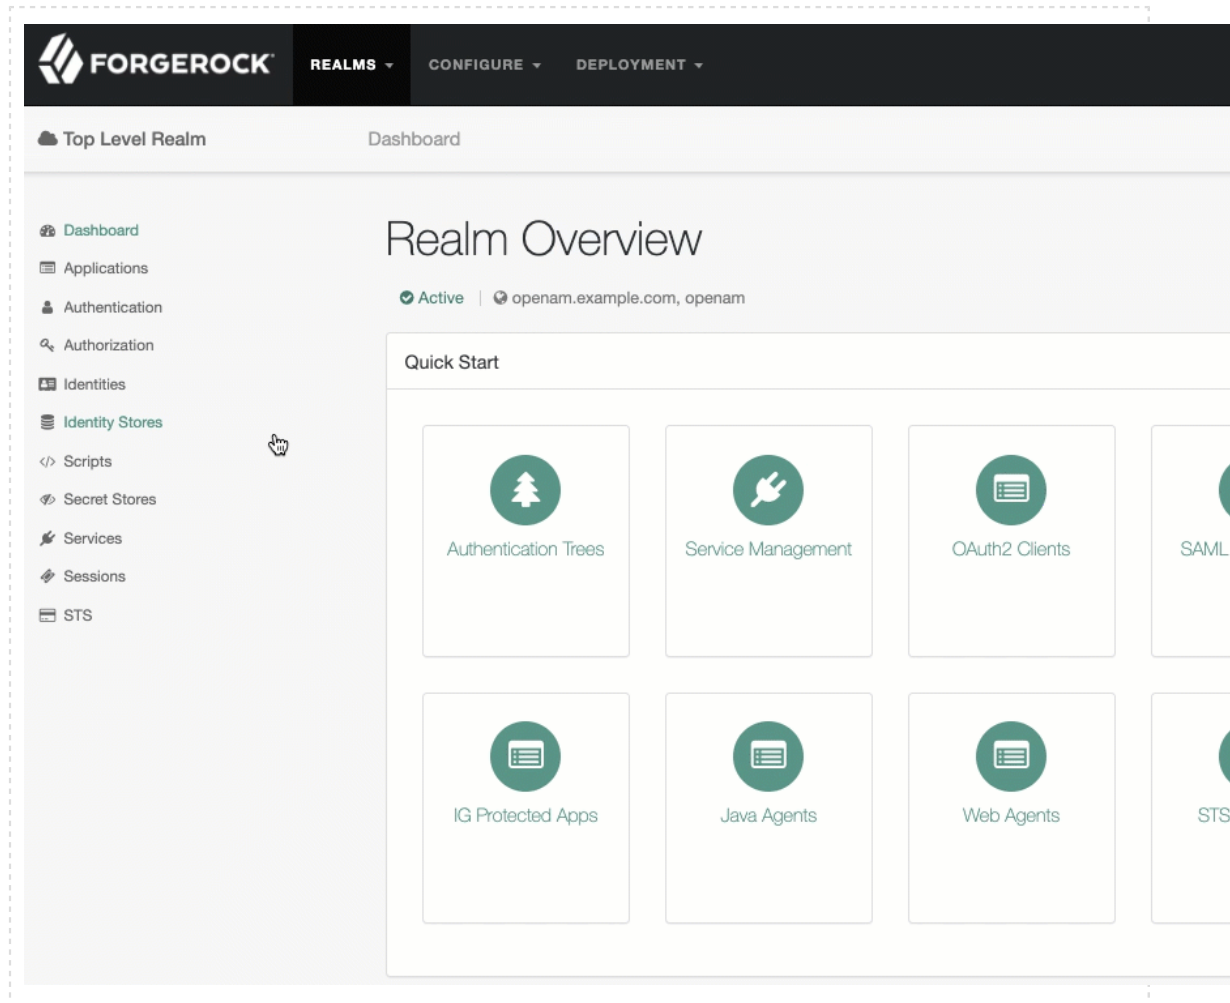 FORGEROCK
REALMS
CONFIGURE
DEPLOYMENT
Top Level Realm
Dashboard
Dashboard
Applications
Authentication
Authorization
Identities
Identity Stores
Scripts
Secret Stores
Services
Sessions
STS
Realm Overview
Active
openam.example.com, openam
Quick Start
Authentication Trees
Service Management
OAuth2 Clients
SAML
IG Protected Apps
Java Agents
Web Agents
STS